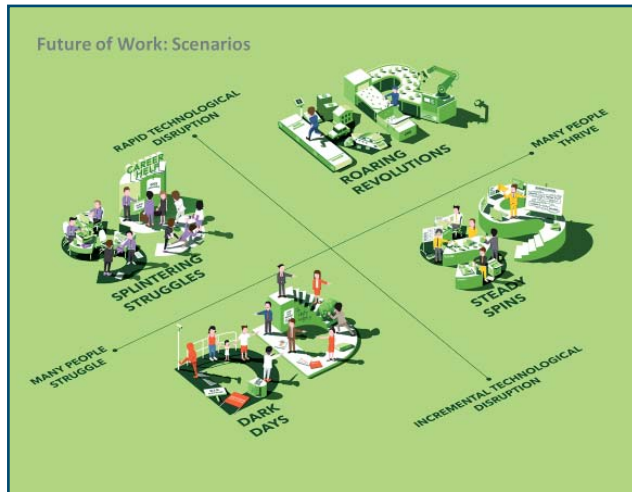 Future of Work: Scenarios
RAPID TECHNOLOGICAL
DISRUPTION
MANY PEOPLE
THRIVE
ROARING
REVOLUTIONS
CAREER
HELP
SPLINTERING
STRUGGLES
STEADY
SPINS
MANY PEOPLE
STRUGGLE
DARK
DAYS
INCREMENTAL TECHNOLOGICAL
DISRUPTION